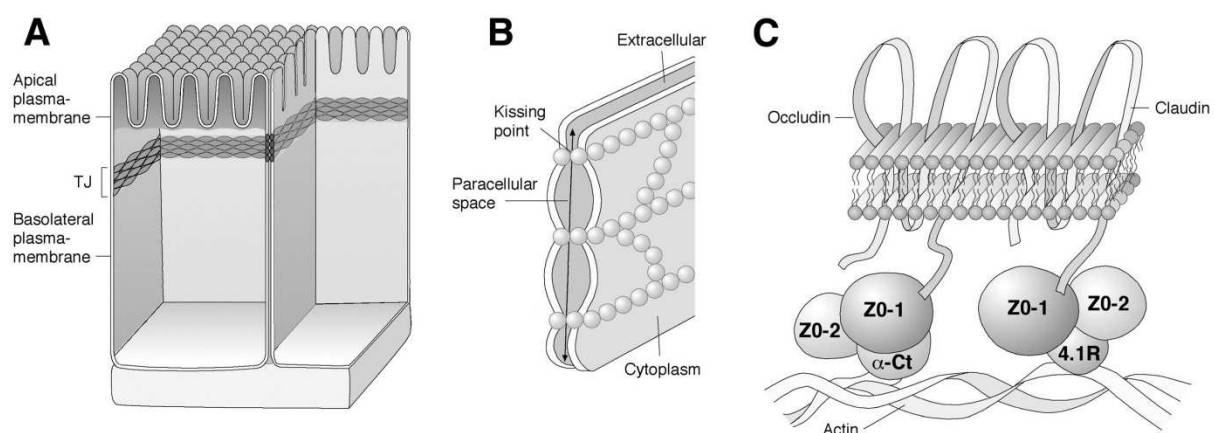 A
Apical
plasma-
membrane
TJ
Basolateral
plasma-
membrane
B
Extracellular
Kissing
point
Paracellular
space
Cytoplasm
C
Occludin
Claudin
Z0-2
Z0-1
α-Ct
Z0-1
Z0-2
4.1R
Actin